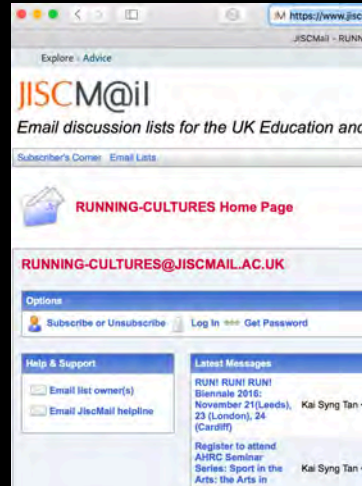 https://www.jisc
JISCMail - RUNN
Explore Advice
JISCM@il
Email discussion lists for the UK Education and
Subscriber's Corner Email Lists
RUNNING-CULTURES Home Page
RUNNING-CULTURES@JISCMAIL.AC.UK
Options
Subscribe or Unsubscribe Log In Get Password
Help & Support
Latest Messages
Email list owner(s)
Email JiscMail helpline
RUN! RUN! RUN!
Biennale 2016:
November 21(Leeds), Kai Syng Tan
23 (London), 24
(Cardiff)
Register to attend
AHRC Seminar
Series: Sport in the Kai Syng Tan
Arts: the Arts in